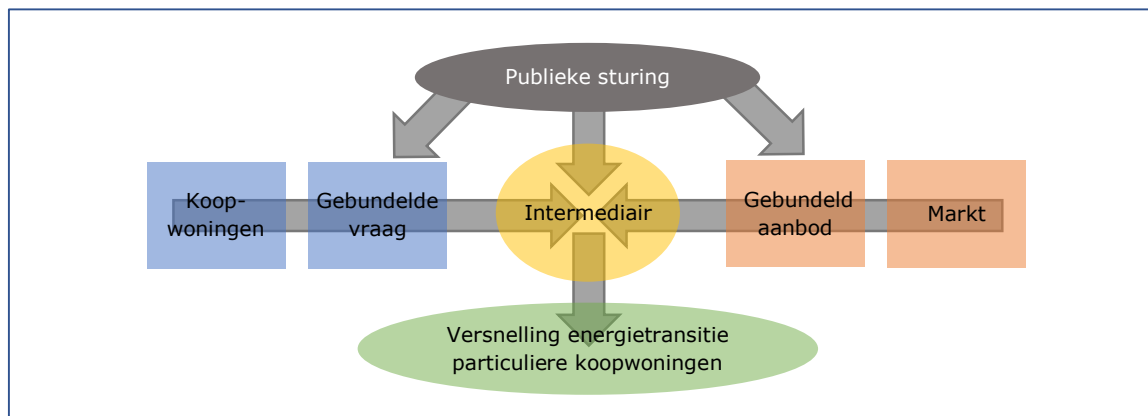 Publieke sturing
Koop-
woningen
Gebundelde
vraag
Intermediair
Gebundeld
aanbod
Markt
Versnelling energietransitie
particuliere koopwoningen